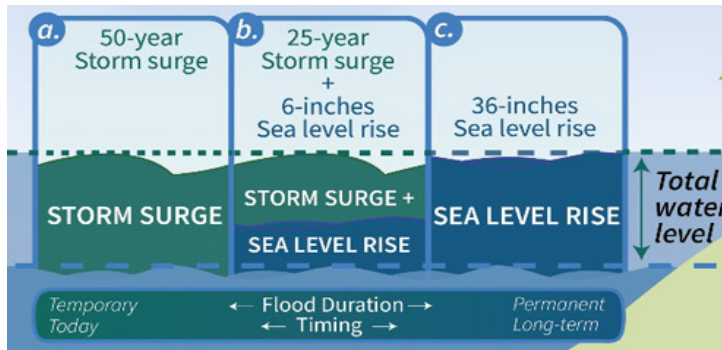 a.
50-year
Storm surge
STORM SURGE
b.
25-year
Storm surge
+
6-inches
Sea level rise
STORM SURGE +
SEA LEVEL RISE
c.
36-inches
Sea level rise
SEA LEVEL RISE
Total
water
level
Temporary
Today
Flood Duration
Timing
Permanent
Long-term